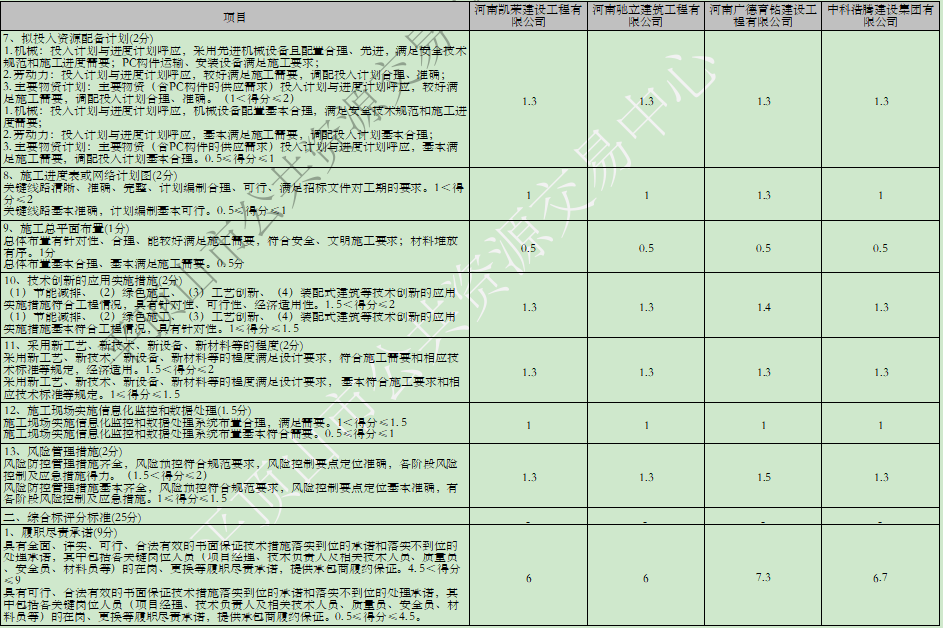 项目
河南凯荣建设工程有
限公司
河南驰立建筑工程有
限公司
河南广德育铭建设工
程有限公司
中科浩腾建设集团有
限公司
7、拟投入资源配备计划(2分)
1.机械：投入计划与进度计划呼应，采用先进机械设备且配置合理、先进，满足安全技术
规范和施工进度需要；PC构件运输、安装设备满足施工要求；
2.劳动力：投入计划与进度计划呼应，较好满足施工需要，调配投入计划合理、准确；
3.主要物资计划：主要物资（含PC构件的供应需求）投入计划与进度计划呼应，较好满
足施工需要，调配投入计划合理、准确。（1＜得分≤2）
1.机械：投入计划与进度计划呼应，机械设备配置基本合理，满足安全技术规范和施工进
度需要；
2.劳动力：投入计划与进度计划呼应，基本满足施工需要，调配投入计划基本合理；
3.主要物资计划：主要物资（含PC构件的供应需求）投入计划与进度计划呼应，基本满
足施工需要，调配投入计划基本合理。0.5≤得分≤1
1.3
1.3
1.3
1.3
8、施工进度表或网络计划图(2分)
关键线路清晰、准确、完整、计划编制合理、可行、满足招标文件对工期的要求。1＜得
分≤2
关键线路基本准确，计划编制基本可行。0.5≤得分≤1
1
1
1.3
1
9、施工总平面布置(1分)
总体布置有针对性、合理、能较好满足施工需要，符合安全、文明施工要求；材料堆放
有序。1分
总体布置基本合理、基本满足施工需要。0.5分
0.5
0.5
0.5
0.5
10、技术创新的应用实施措施(2分)
（1）节能减排、（2）绿色施工、（3）工艺创新、（4）装配式建筑等技术创新的应用
实施措施符合工程情况，具有针对性、可行性、经济适用性。1.5＜得分≤2
（1）节能减排、（2）绿色施工、（3）工艺创新、（4）装配式建筑等技术创新的应用
实施措施基本符合工程情况，具有针对性。1≤得分≤1.5
1.3
1.3
1.4
1.3
11、采用新工艺、新技术、新设备、新材料等的程度(2分)
采用新工艺、新技术、新设备、新材料等的程度满足设计要求，符合施工需要和相应技
术标准等规定，经济适用。1.5＜得分≤2
采用新工艺、新技术、新设备、新材料等的程度满足设计要求，基本符合施工要求和相
应技术标准等规定。1≤得分≤1.5
1.3
1.3
1.3
1.3
12、施工现场实施信息化监控和数据处理(1.5分)
施工现场实施信息化监控和数据处理系统布置合理，满足需要。1＜得分≤1.5
施工现场实施信息化监控和数据处理系统布置基本符合需要。0.5≤得分≤1
1
1
1
1
13、风险管理措施(2分)
风险防控管理措施齐全，风险预控符合规范要求，风险控制要点定位准确，各阶段风险
控制及应急措施得力。（1.5＜得分≤2）
风险防控管理措施基本齐全，风险预控符合规范要求，风险控制要点定位基本准确，有
各阶段风险控制及应急措施。1≤得分≤1.5
1.3
1.3
1.5
1.3
二、综合标评分标准(25分)
-
-
-
-
1、履职尽责承诺(9分)
具有全面、详实、可行、合法有效的书面保证技术措施落实到位的承诺和落实不到位的
处理承诺，其中包括各关键岗位人员（项目经理、技术负责人及相关技术人员、质量员
、安全员、材料员等）的在岗、更换等履职尽责承诺，提供承包商履约保证。4.5＜得分
≤9
具有可行、合法有效的书面保证技术措施落实到位的承诺和落实不到位的处理承诺，其
中包括各关键岗位人员（项目经理、技术负责人及相关技术人员、质量员、安全员、材
料员等）的在岗、更换等履职尽责承诺，提供承包商履约保证。0.5≤得分≤4.5。
6
6
7.3
6.7
平顶山市公共资源交易
平顶山市公共资源交易中心